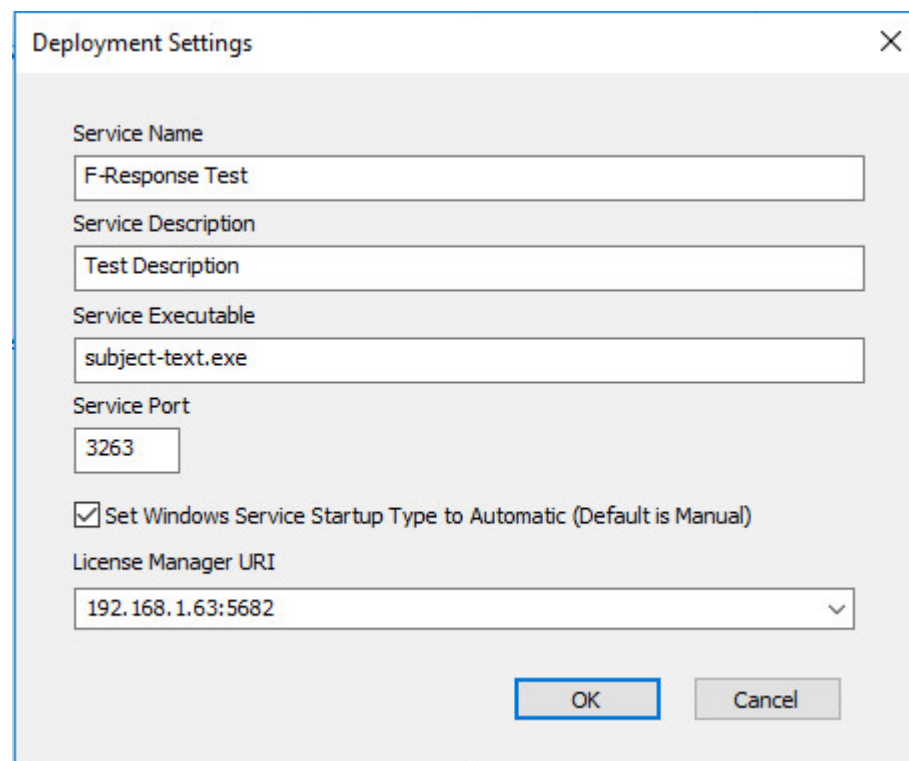 Deployment Settings
Service Name
F-Response Test
Service Description
Test Description
Service Executable
subject-text.exe
Service Port
3263
Set Windows Service Startup Type to Automatic (Default is Manual)
License Manager URI
192.168.1.63:5682
OK Cancel